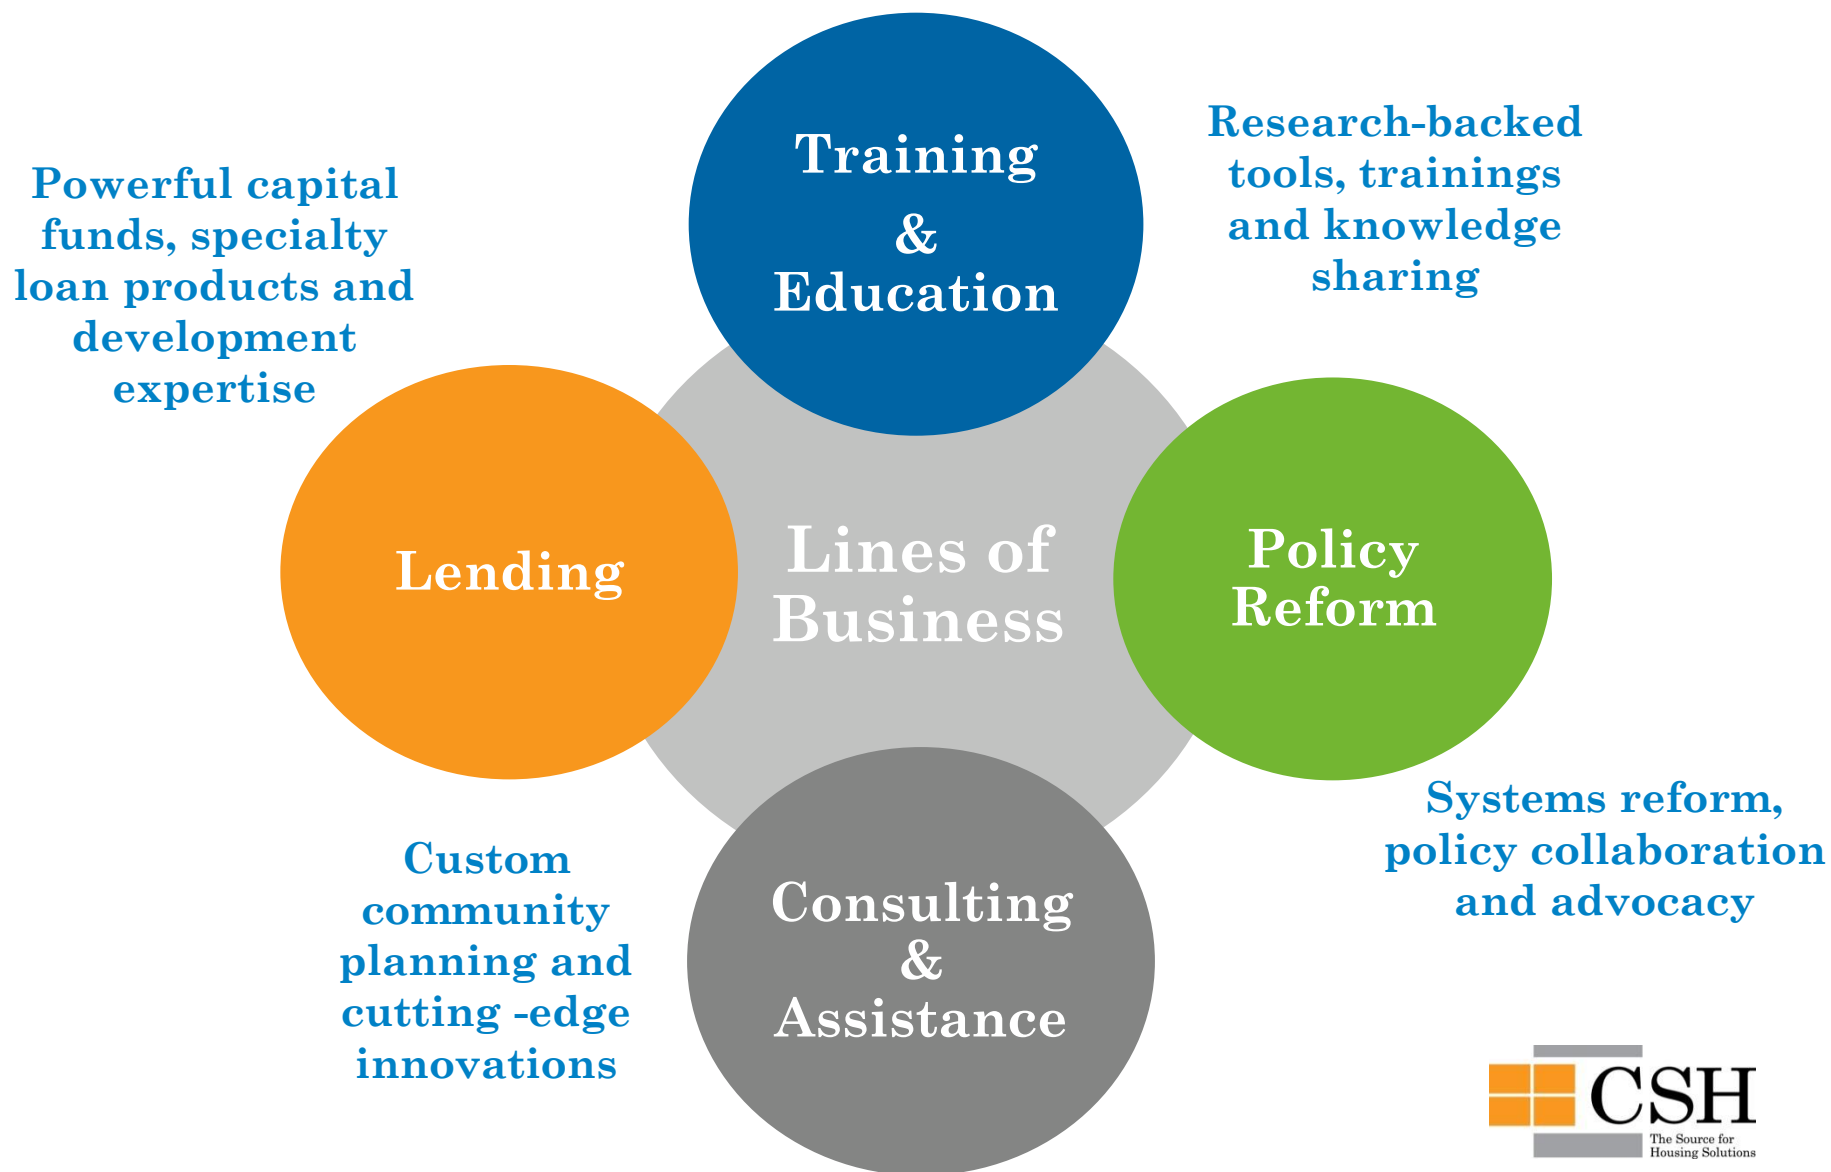 Training
&
Education
Research-backed
tools, trainings
and knowledge
sharing
Powerful capital
funds, specialty
loan products and
development
expertise
Lending
Lines of
Business
Policy
Reform
Systems reform,
policy collaboration
and advocacy
Custom
community
planning and
cutting -edge
innovations
Consulting
&
Assistance
CSH
The Source for
Housing Solutions